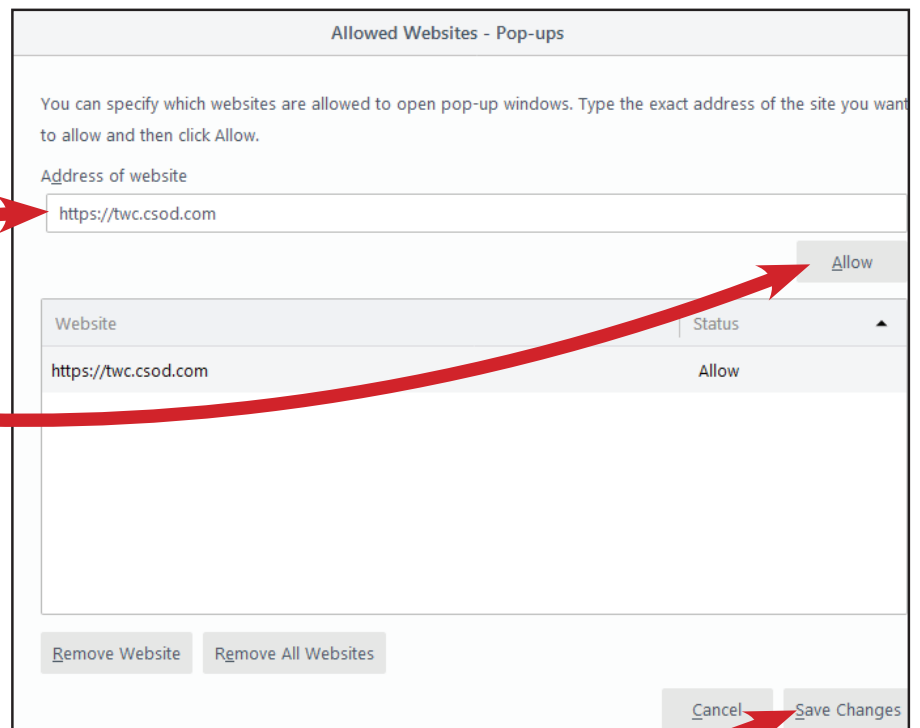 Allowed Websites - Pop-ups
You can specify which websites are allowed to open pop-up windows. Type the exact address of the site you want
to allow and then click Allow.
Address of website
https://twc.csod.com
Allow
Website Status
https://twc.csod.com Allow
Remove Website Remove All Websites
Cancel Save Changes